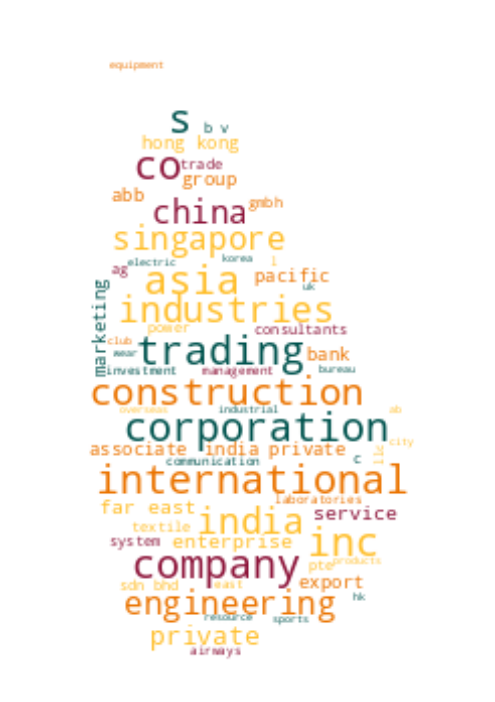 equipment
s b v
hong kong
co trade
group
abb
china gmbh
singapore
electric korea l
ag asia pacific
uk
marketing
industries
power consultants
club
trading
wear bank
investment management bureau
construction
overseas industrial ab
corporation
city
associate india private
llc
communication c
international
laboratories
far east india service
textile
system enterprise inc
products
company pte
sdn bhd east export
engineering hk
resource sports
private
airways